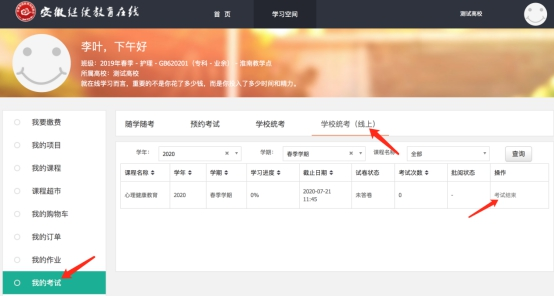 安徽继续教育在线
首 页
学习空间
测试高校
李叶，下午好
班级：2019年春季 - 护理 - GB620201（专科 - 业余） - 淮南教学点
所属高校：测试高校
就在线学习而言，重要的不是你花了多少钱，而是你投入了多少时间和精力。
我要缴费
我的项目
我的课程
课程超市
我的购物车
我的订单
我的作业
我的考试
随学随考 预约考试 学校统考 学校统考（线上）
学年： 2020 学期： 春季学期 课程名称： 全部 查询
课程名称 学年 学期 学习进度 截止日期 试卷状态 考试次数 批阅状态 操作
心理健康教育 2020 春季学期 0% 2020-07-21 11:45 未答卷 0 - 考试结束